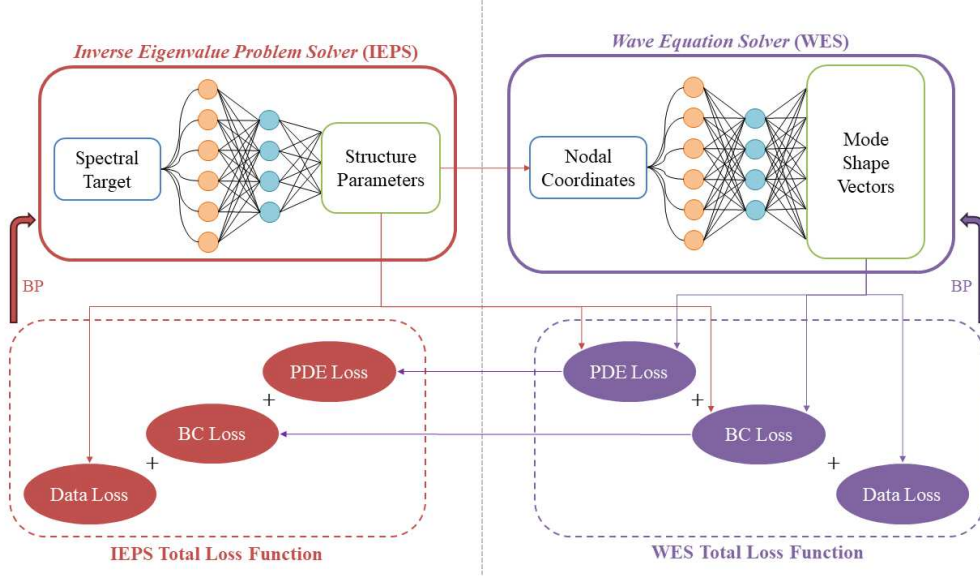 Inverse Eigenvalue Problem Solver (IEPS)
Spectral
Target
Structure
Parameters
BP
PDE Loss
+
BC Loss
+
Data Loss
IEPS Total Loss Function
Wave Equation Solver (WES)
Nodal
Coordinates
Mode
Shape
Vectors
BP
PDE Loss
+
BC Loss
+
Data Loss
WES Total Loss Function